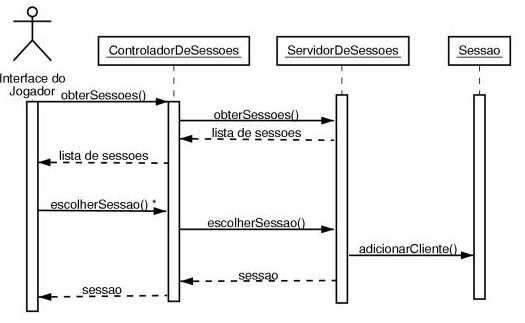 ControladorDeSessoes
ServidorDeSessoes
Sessao
Interface do
Jogador
obterSessoes()
obterSessoes()
lista de sessoes
lista de sessoes
escolherSessao() *
escolherSessao()
adicionarCliente()
sessao
sessao